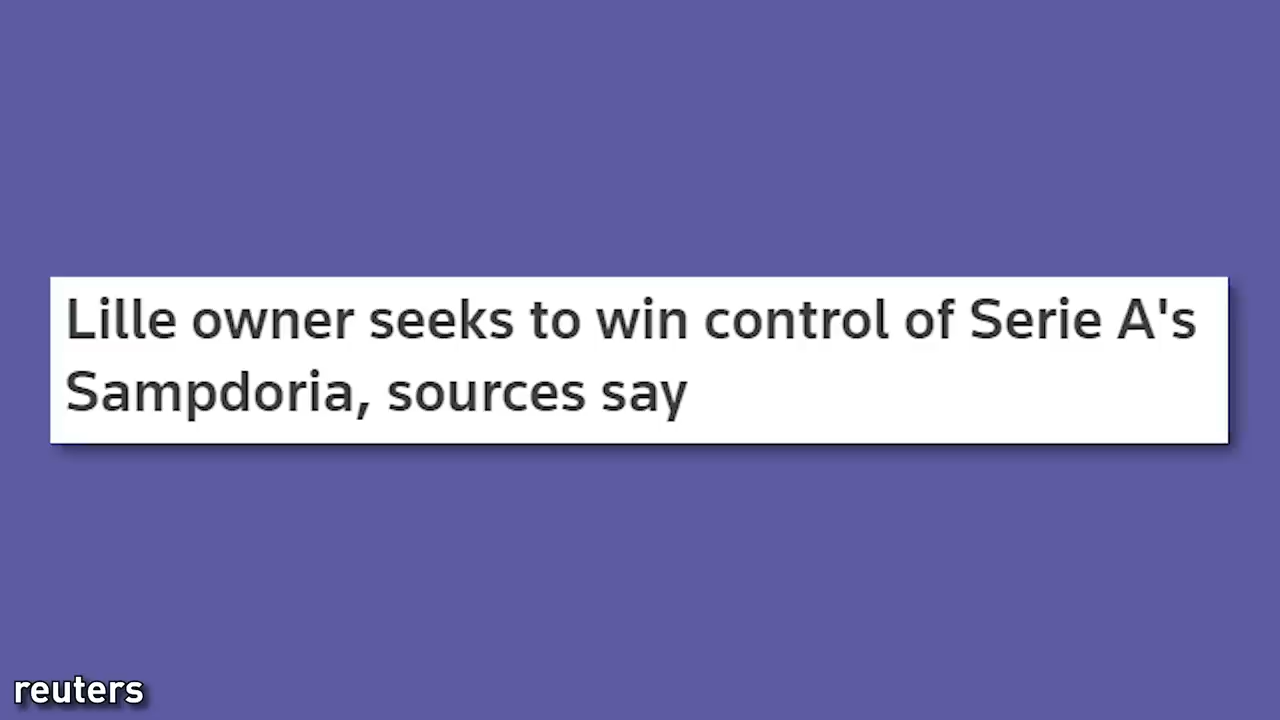 Lille owner seeks to win control of Serie A's
Sampdoria, sources say
reuters